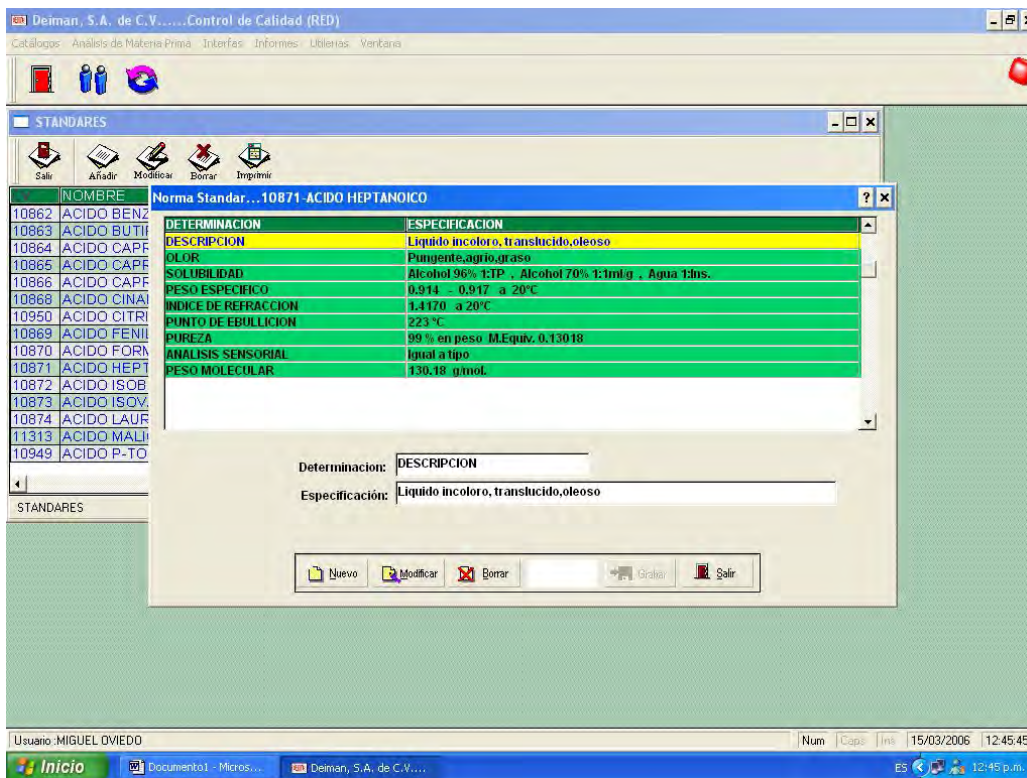 Deiman, S.A. de C.V......Control de Calidad (RED)
Catálogos Análisis de Materia Prima Interfas Informes Utilerias Ventana
STANDARES
Salir Añadir Modificar Borrar Imprimir
NOMBRE
10862 ACIDO BENZ
10863 ACIDO BUTI
10864 ACIDO CAPR
10865 ACIDO CAPR
10866 ACIDO CAPR
10868 ACIDO CINA
10950 ACIDO CITRI
10869 ACIDO FENIL
10870 ACIDO FORM
10871 ACIDO HEPT
10872 ACIDO ISOB
10873 ACIDO ISOV
10874 ACIDO LAUR
11313 ACIDO MALI
10949 ACIDO P-TO
STANDARES
Norma Standar...10871-ACIDO HEPTANOICO
DETERMINACION ESPECIFICACION
DESCRIPCION Liquido incoloro, translucido,oleoso
OLOR Pungente,agrio,graso
SOLUBILIDAD Alcohol 96% 1:TP , Alcohol 70% 1:1ml/g , Agua 1:Ins.
PESO ESPECIFICO 0.914 - 0.917 a 20°C
INDICE DE REFRACCION 1.4170 a 20°C
PUNTO DE EBULLICION 223 °C
PUREZA 99 % en peso M.Equiv. 0.13018
ANALISIS SENSORIAL Igual a tipo
PESO MOLECULAR 130.18 g/mol.
Determinacion: DESCRIPCION
Especificación: Liquido incoloro, translucido,oleoso
Nuevo Modificar Borrar Grabar Salir
Usuario :MIGUEL OVIEDO Num Caps Ins 15/03/2006 12:45:45
Inicio Documento1 - Micros... Deiman, S.A. de C.V.... ES 12:45 p.m.